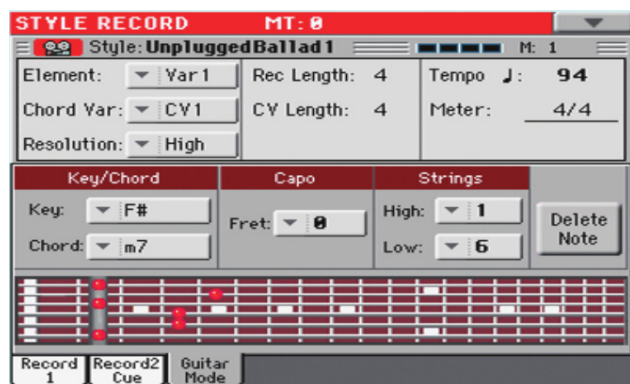 STYLE RECORD MT: 0
Style: UnpluggedBallad1 M: 1
Element: Var1 Rec Length: 4 Tempo ♩: 94
Chord Var: CV1 CV Length: 4 Meter: 4/4
Resolution: High
Key/Chord Capo Strings
Key: F# Fret: 0 High: 1 Delete Note
Chord: m7 Low: 6
Record 1 Record2 Cue Guitar Mode